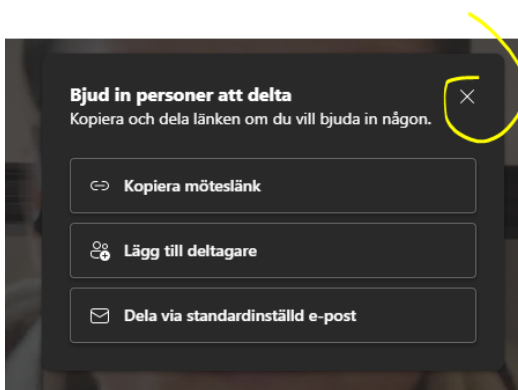 Bjud in personer att delta
Kopiera och dela länken om du vill bjuda in någon.
Kopiera möteslänk
Lägg till deltagare
Dela via standardinställd e-post